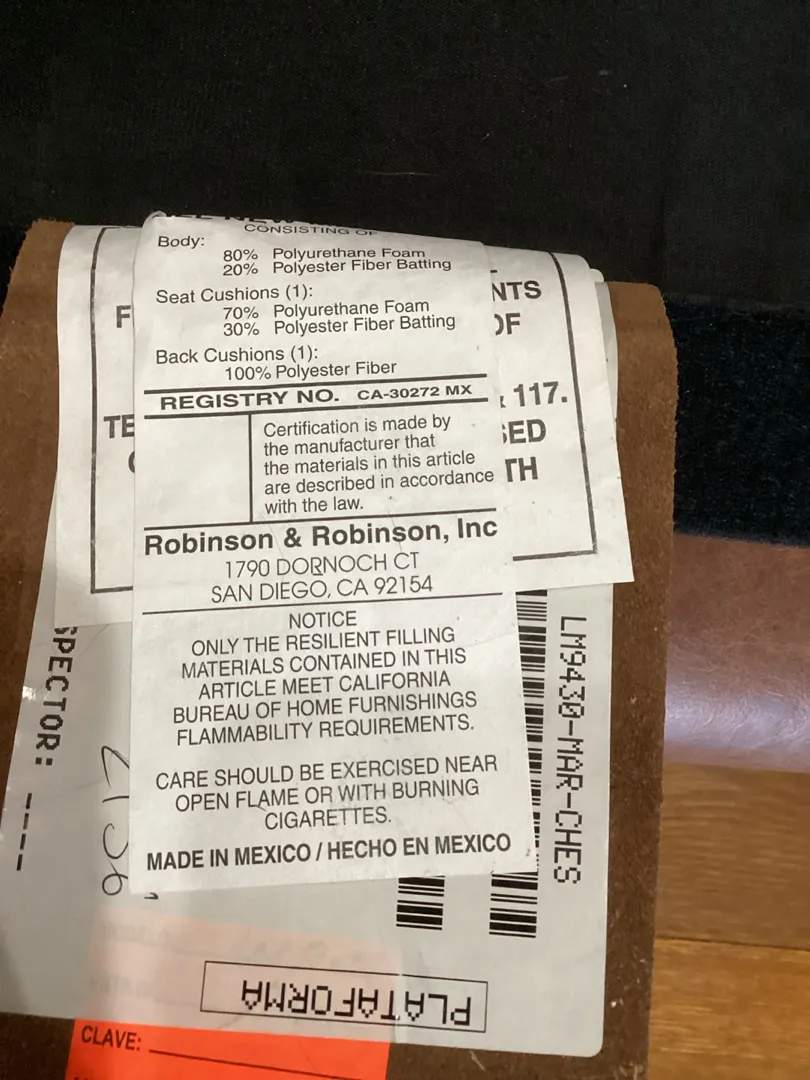 CONSISTING OF
Body:
80% Polyurethane Foam
20% Polyester Fiber Batting
Seat Cushions (1):
70% Polyurethane Foam
30% Polyester Fiber Batting
Back Cushions (1):
100% Polyester Fiber
REGISTRY NO. CA-30272 MX
Certification is made by
the manufacturer that
the materials in this article
are described in accordance
with the law.
Robinson & Robinson, Inc
1790 DORNOCH CT
SAN DIEGO, CA 92154
NOTICE
ONLY THE RESILIENT FILLING
MATERIALS CONTAINED IN THIS
ARTICLE MEET CALIFORNIA
BUREAU OF HOME FURNISHINGS
FLAMMABILITY REQUIREMENTS.
CARE SHOULD BE EXERCISED NEAR
OPEN FLAME OR WITH BURNING
CIGARETTES.
MADE IN MEXICO / HECHO EN MEXICO
F
NTS
OF
117.
TE
SED
TH
SPECTOR: ----
LM9430-MAR-CHES
PLATAFORMA
CLAVE: